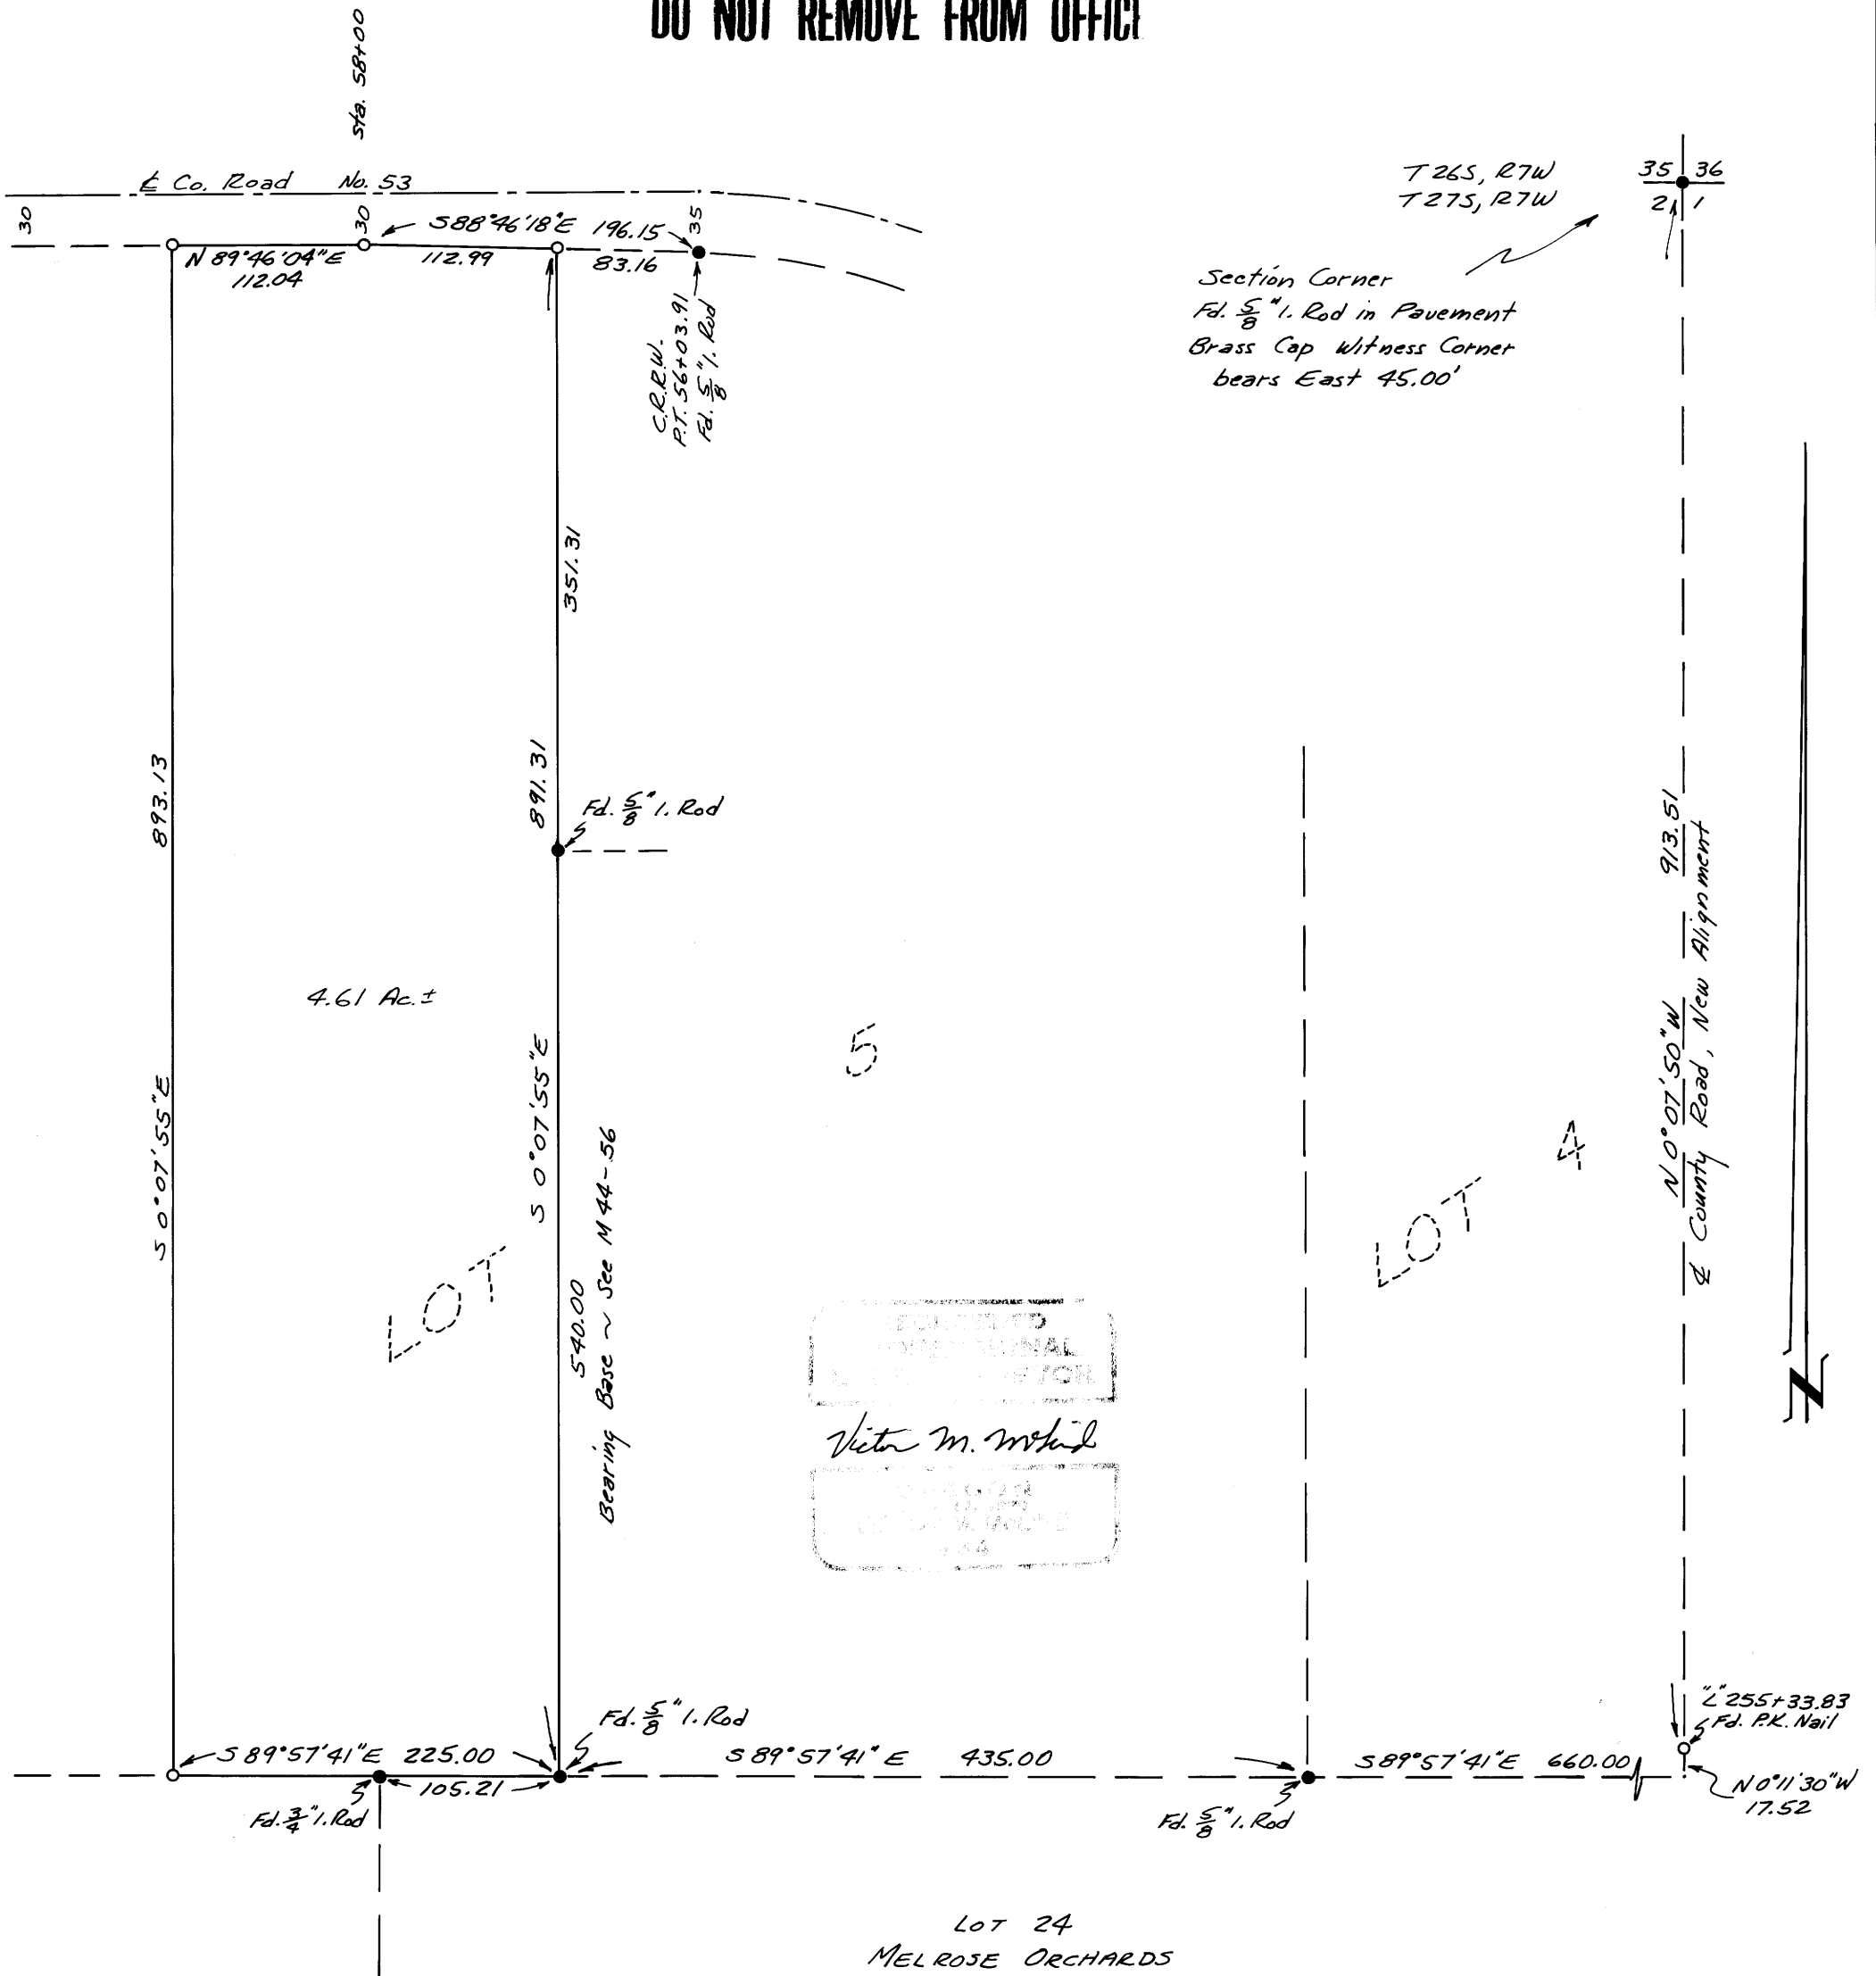 DO NOT REMOVE FROM OFFICE
sta. 58+00
℄ Co. Road No. 53
30
30
35
S88°46'18"E 196.15
N 89°46'04"E
112.04
112.99
83.16
C.R.R.W.
P.T. 56+03.91
Fd. 5/8" I. Rod
T26S, R7W
T27S, R7W
35 36
2 1
Section Corner
Fd. 5/8" I. Rod in Pavement
Brass Cap Witness Corner
bears East 45.00'
351.31
893.13
891.31
Fd. 5/8" I. Rod
913.51
4.61 Ac.±
S 0°07'55"E
S 0°07'55"E
540.00
Bearing Base ~ See M44-56
LOT 5
LOT 4
N 0°07'50"W
℄ County Road, New Alignment
Victor M.
Fd. 5/8" I. Rod
"L" 255+33.83
Fd. P.K. Nail
S 89°57'41"E 225.00
S 89°57'41" E 435.00
S89°57'41"E 660.00
105.21
N0°11'30"W
17.52
Fd. 3/4" I. Rod
Fd. 5/8" I. Rod
LOT 24
MELROSE ORCHARDS